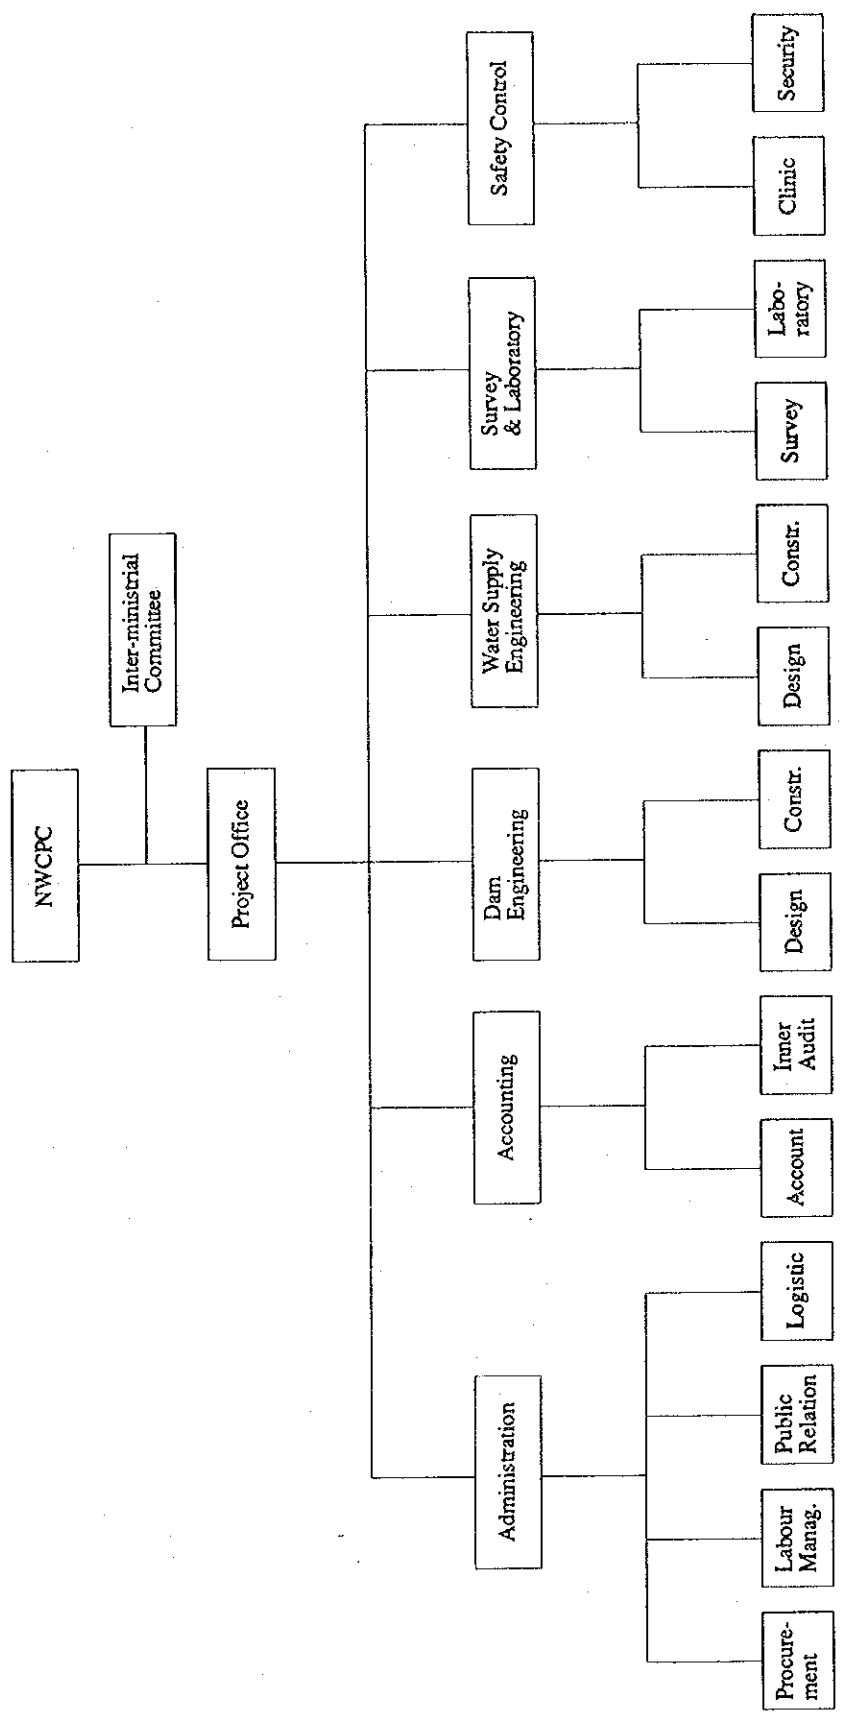 NWCPC
Inter-ministrial
Committee
Project Office
Administration
Accounting
Dam
Engineering
Water Supply
Engineering
Survey
& Laboratory
Safety Control
Procure-
ment
Labour
Manag.
Public
Relation
Logistic
Account
Inner
Audit
Design
Constr.
Design
Constr.
Survey
Labo-
ratory
Clinic
Security